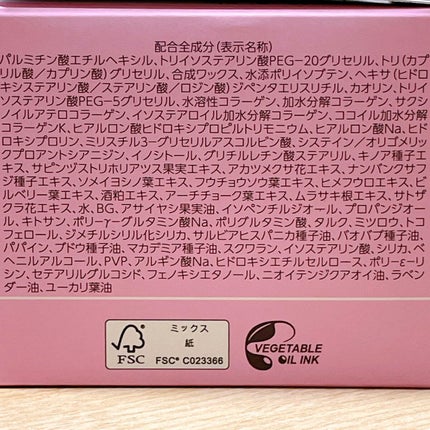 配合全成分（表示名称）
パルミチン酸エチルヘキシル、トリイソステアリン酸PEG-20グリセリル、トリ（カプ
リル酸／カプリン酸）グリセリル、合成ワックス、水添ポリイソブテン、ヘキサ（ヒドロ
キシステアリン酸／ステアリン酸／ロジン酸）ジペンタエリスリチル、カオリン、トリイ
ソステアリン酸PEG-5グリセリル、水溶性コラーゲン、加水分解コラーゲン、サクシ
ノイルアテロコラーゲン、イソステアロイル加水分解コラーゲン、ココイル加水分解
コラーゲンK、ヒアルロン酸ヒドロキシプロピルトリモニウム、ヒアルロン酸Na、ヒド
ロキシプロリン、ミリスチル3-グリセリルアスコルビン酸、システイン／オリゴメリッ
クプロアントシアニジン、イノシトール、グリチルレチン酸ステアリル、キノア種子エ
キス、サピンヅストホリアツス果実エキス、アカツメクサ花エキス、ナンバンクサフ
ジ種子エキス、ソメイヨシノ葉エキス、フウチョウソウ葉エキス、ヒメフウロエキス、ビ
ルベリー葉エキス、酒粕エキス、アーチチョーク葉エキス、ムラサキ根エキス、サトザ
クラ花エキス、水、BG、アサイヤシ果実油、イソペンチルジオール、プロパンジオー
ル、キトサン、ポリ-γ-グルタミン酸Na、ポリグルタミン酸、タルク、ミツロウ、トコ
フェロール、ジメチルシリル化シリカ、サルビアヒスパニカ種子油、バオバブ種子油、
パパイン、ブドウ種子油、マカデミア種子油、スクワラン、イソステアリン酸、シリカ、ベ
ヘニルアルコール、PVP、アルギン酸Na、ヒドロキシエチルセルロース、ポリ-ε-リ
シン、セテアリルグルコシド、フェノキシエタノール、ニオイテンジクアオイ油、ラベン
ダー油、ユーカリ葉油
FSC
ミックス
紙
FSC® C023366
VEGETABLE
OIL INK